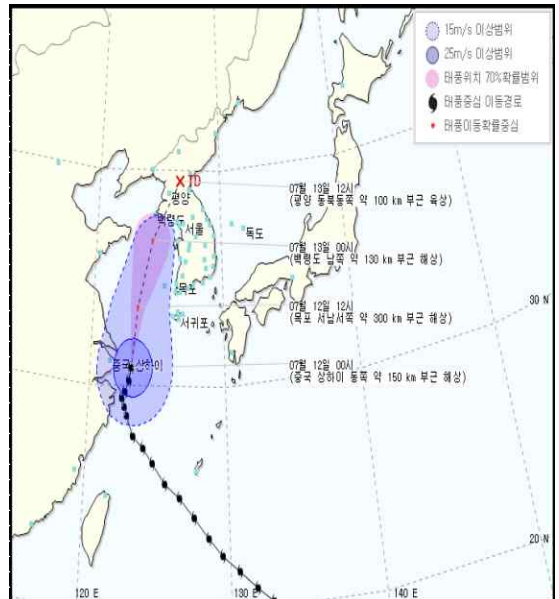 15m/s 이상범위
25m/s 이상범위
태풍위치 70%확률범위
태풍중심 이동경로
태풍이동확률중심
TD
평양
07월 13일 12시
(평양 동북동쪽 약 100 km 부근 육상)
백령도
서울
독도
07월 13일 00시
(백령도 남쪽 약 130 km 부근 해상)
목포
30 N
07월 12일 12시
(목포 서남서쪽 약 300 km 부근 해상)
서귀포
중국 상하이
07월 12일 00시
(중국 상하이 동쪽 약 150 km 부근 해상)
20 N
120 E
130 E
140 E